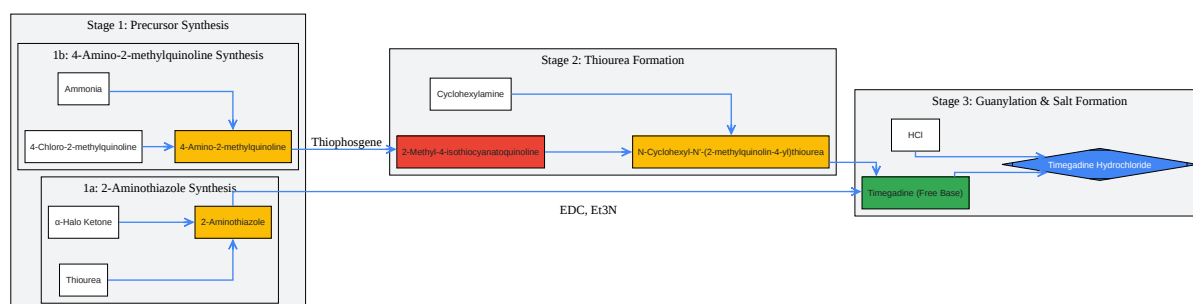 Stage 1: Precursor Synthesis
1b: 4-Amino-2-methylquinoline Synthesis
Ammonia
4-Chloro-2-methylquinoline
4-Amino-2-methylquinoline
Thiophosgene
1a: 2-Aminothiazole Synthesis
α-Halo Ketone
2-Aminothiazole
Thiourea
Stage 2: Thiourea Formation
Cyclohexylamine
2-Methyl-4-isothiocyanatoquinoline
N-Cyclohexyl-N'-(2-methylquinolin-4-yl)thiourea
EDC, Et3N
Stage 3: Guanylation & Salt Formation
HCl
Timegadine Hydrochloride
Timegadine (Free Base)